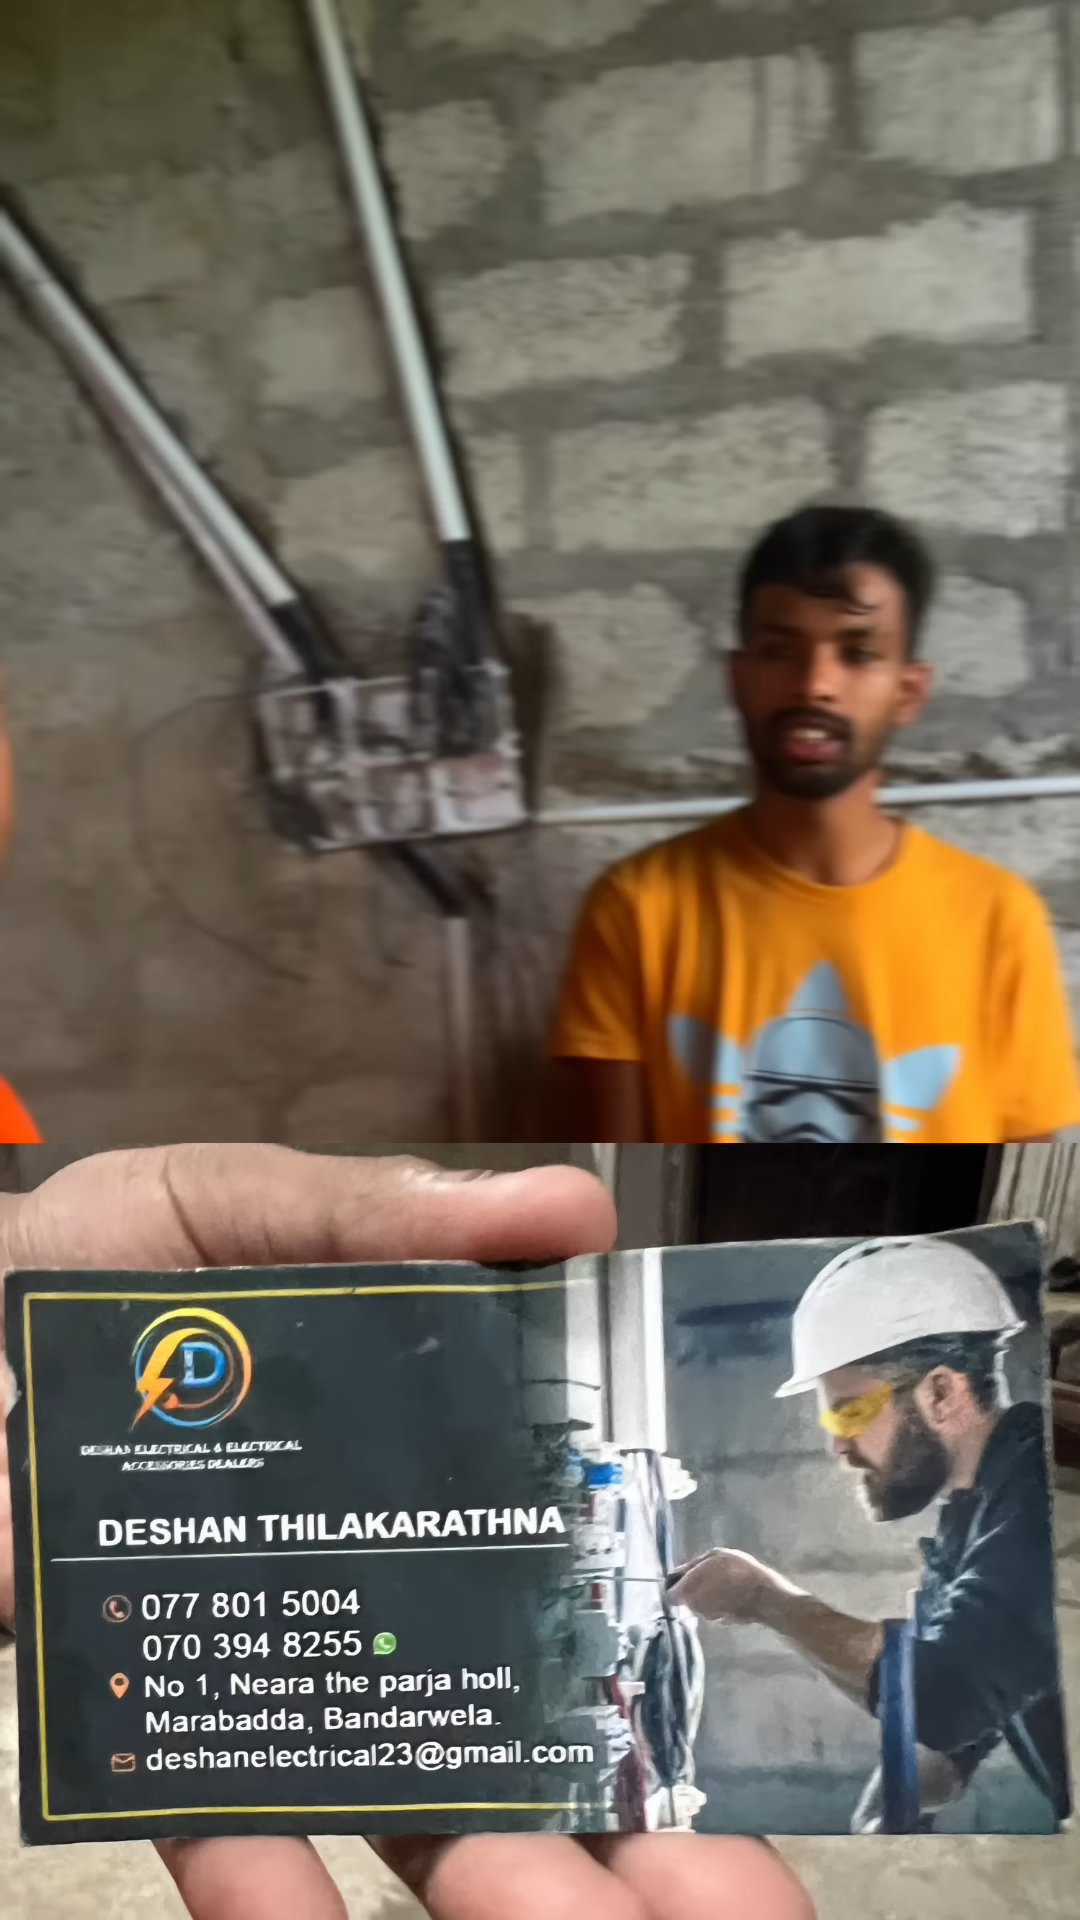 DESHAN ELECTRICAL & ELECTRICAL
ACCESSORIES DEALERS
DESHAN THILAKARATHNA
077 801 5004
070 394 8255
No 1, Neara the parja holl,
Marabadda, Bandarwela.
deshanelectrical23@gmail.com